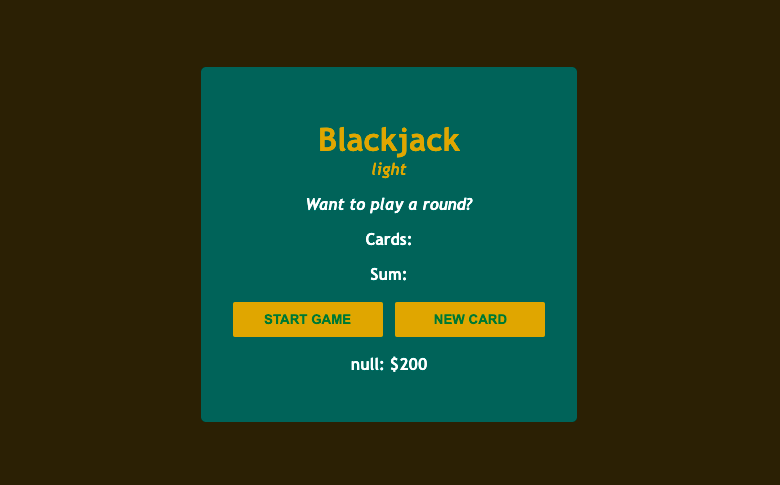 Blackjack
light
Want to play a round?
Cards:
Sum:
START GAME NEW CARD
null: $200